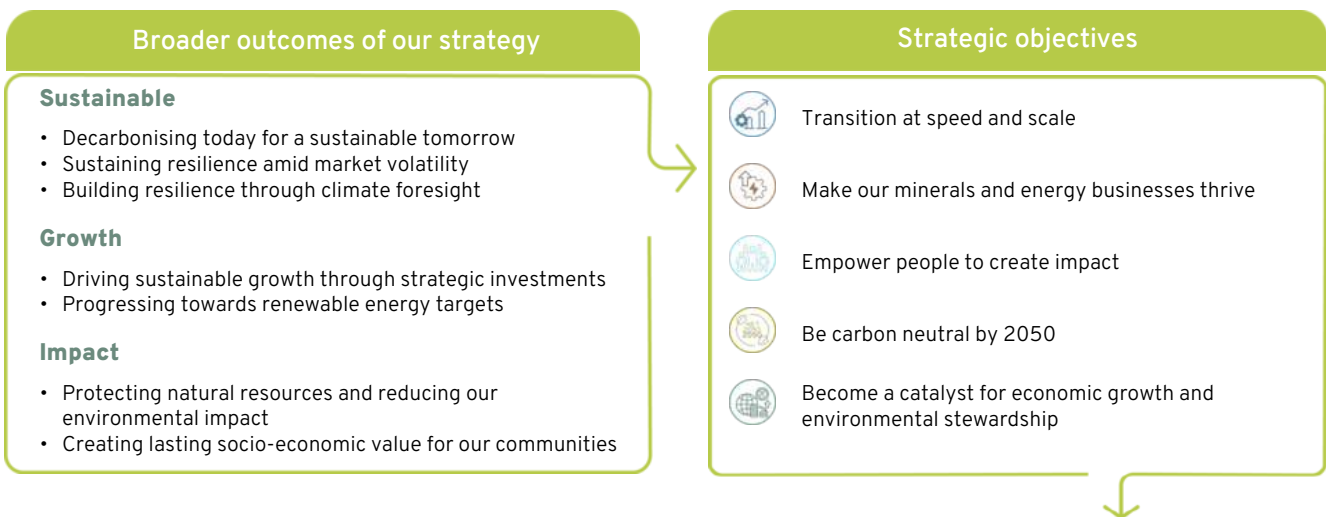 Broader outcomes of our strategy
Sustainable
• Decarbonising today for a sustainable tomorrow
• Sustaining resilience amid market volatility
• Building resilience through climate foresight
Growth
• Driving sustainable growth through strategic investments
• Progressing towards renewable energy targets
Impact
• Protecting natural resources and reducing our
environmental impact
• Creating lasting socio-economic value for our communities
Strategic objectives
Transition at speed and scale
Make our minerals and energy businesses thrive
Empower people to create impact
Be carbon neutral by 2050
Become a catalyst for economic growth and
environmental stewardship